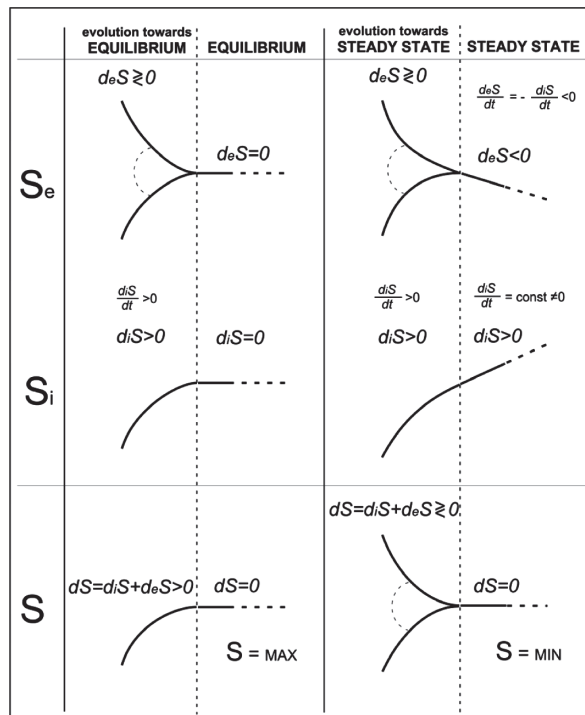 evolution towards EQUILIBRIUM
EQUILIBRIUM
evolution towards STEADY STATE
STEADY STATE
Se
deS≷0
deS=0
deS≷0
deS/dt = - diS/dt <0
deS<0
Si
diS/dt >0
diS>0
diS=0
diS/dt >0
diS>0
diS/dt = const ≠0
diS>0
S
dS=diS+deS>0
dS=0
S = MAX
dS=diS+deS≷0
dS=0
S = MIN